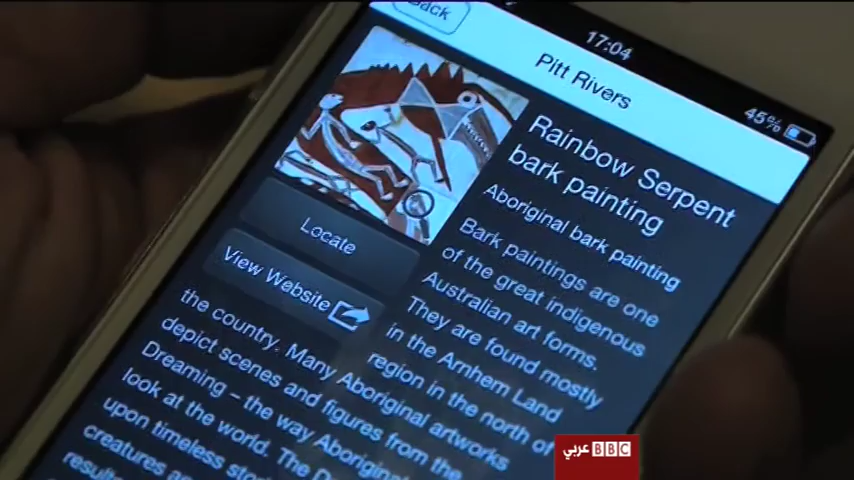 Back
17:04
45%
Pitt Rivers
Rainbow Serpent
bark painting
Aboriginal bark painting
Bark paintings are one
of the great indigenous
Australian art forms.
They are found mostly
in the Arnhem Land
region in the north of
Locate
View Website
the country. Many Aboriginal artworks
depict scenes and figures from the
Dreaming – the way Aboriginal
look at the world. The
upon timeless
creatures
عربي BBC